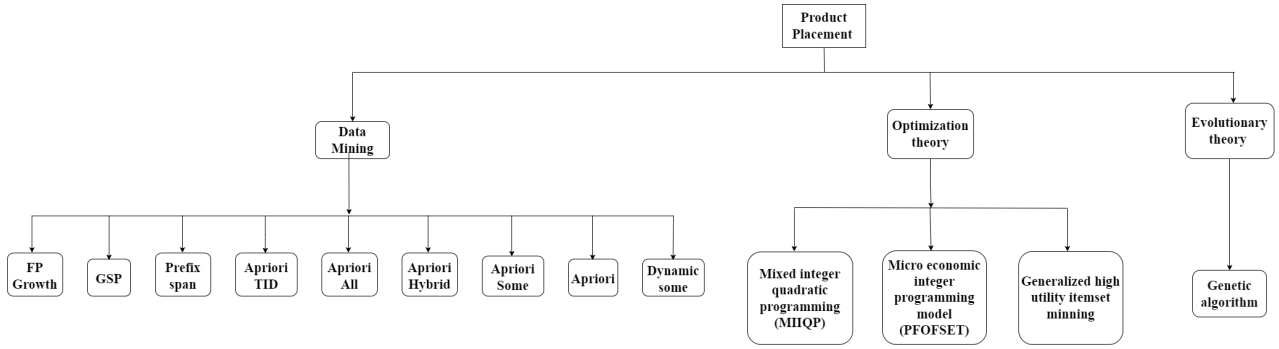 Product
Placement
Data
Mining
Optimization
theory
Evolutionary
theory
FP
Growth
GSP
Prefix
span
Apriori
TID
Apriori
All
Apriori
Hybrid
Apriori
Some
Apriori
Dynamic
some
Mixed integer
quadratic
programming
(MIIQP)
Micro economic
integer
programming
model
(PFOFSET)
Generalized high
utility itemset
minning
Genetic
algorithm